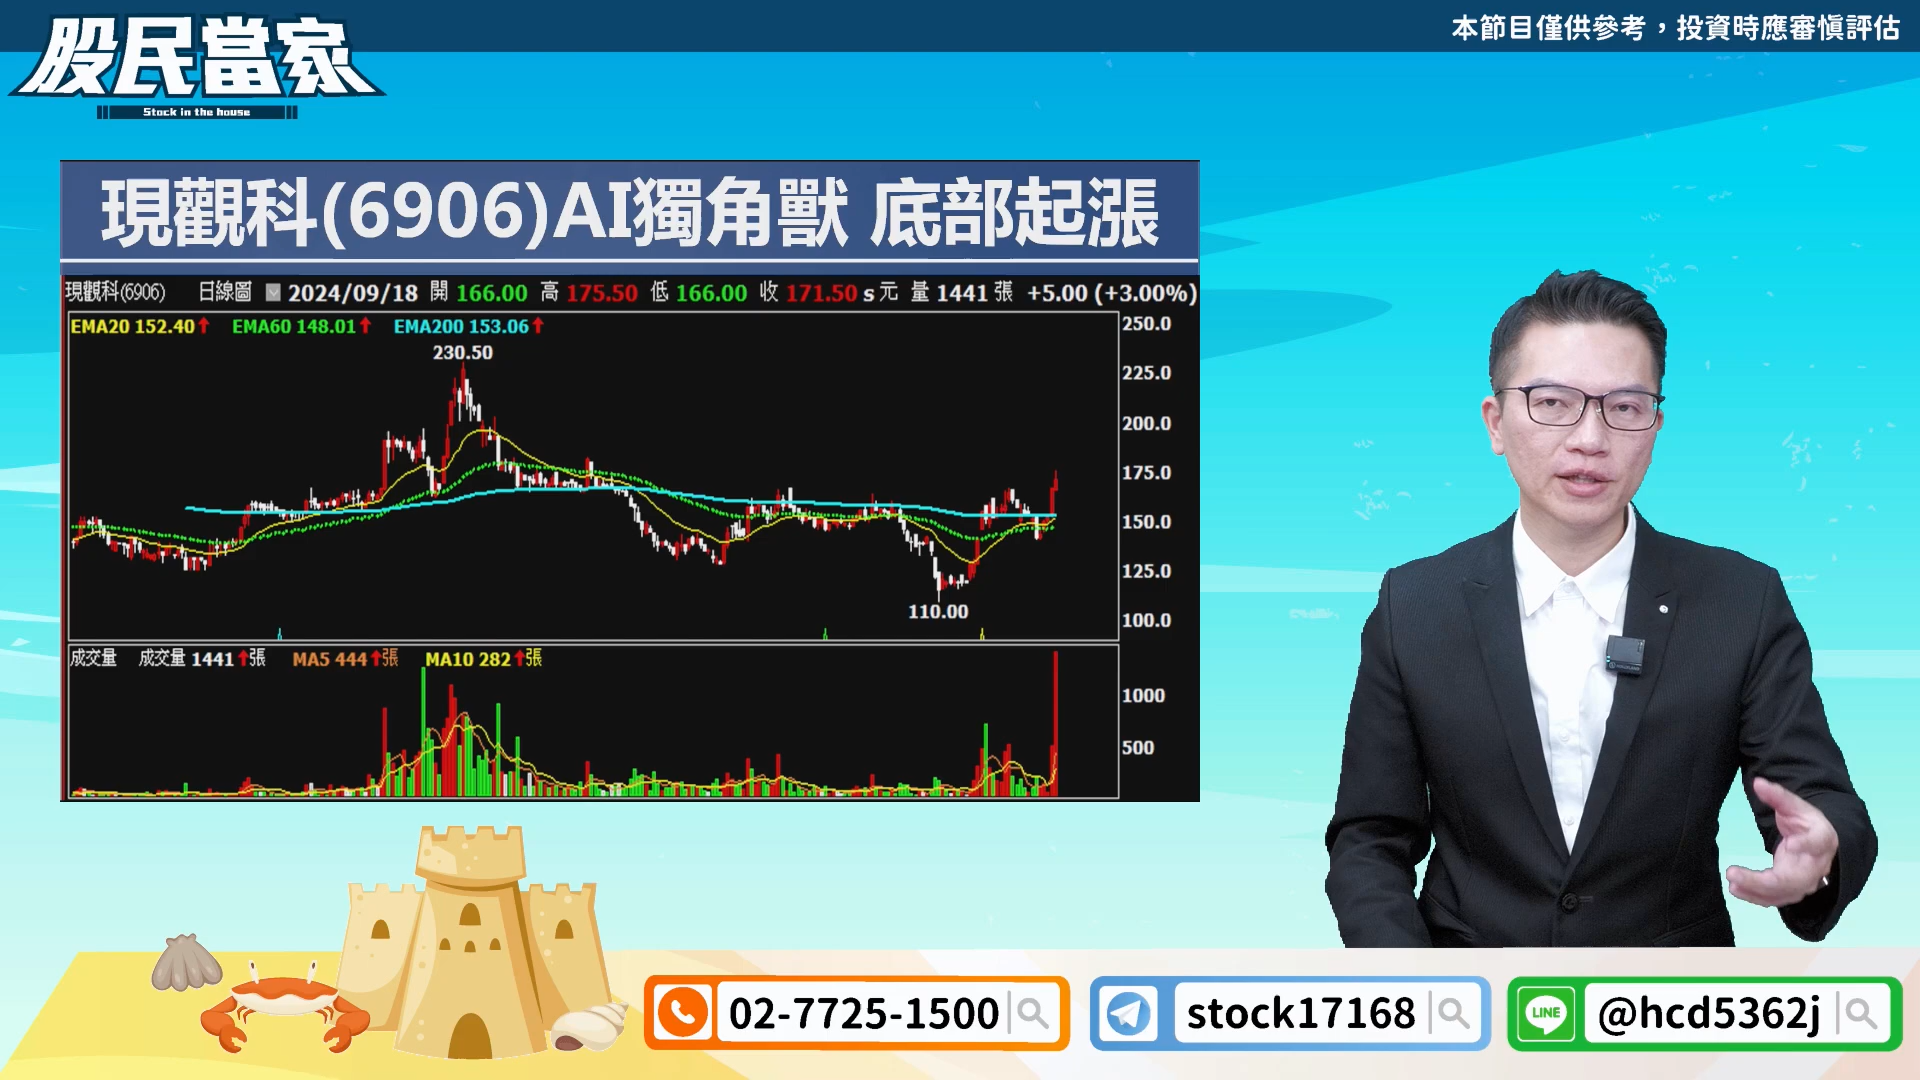 股民當家
Stock in the house
本節目僅供參考，投資時應審慎評估
現觀科(6906)AI獨角獸 底部起漲
現觀科(6906) 日線圖 2024/09/18 開 166.00 高 175.50 低 166.00 收 171.50 s元 量 1441 張 +5.00 (+3.00%)
EMA20 152.40↑ EMA60 148.01↑ EMA200 153.06↑
250.0
230.50
225.0
200.0
175.0
150.0
125.0
110.00
100.0
成交量 成交量 1441↑張 MA5 444↑張 MA10 282↑張
1000
500
02-7725-1500
stock17168
LINE
@hcd5362j